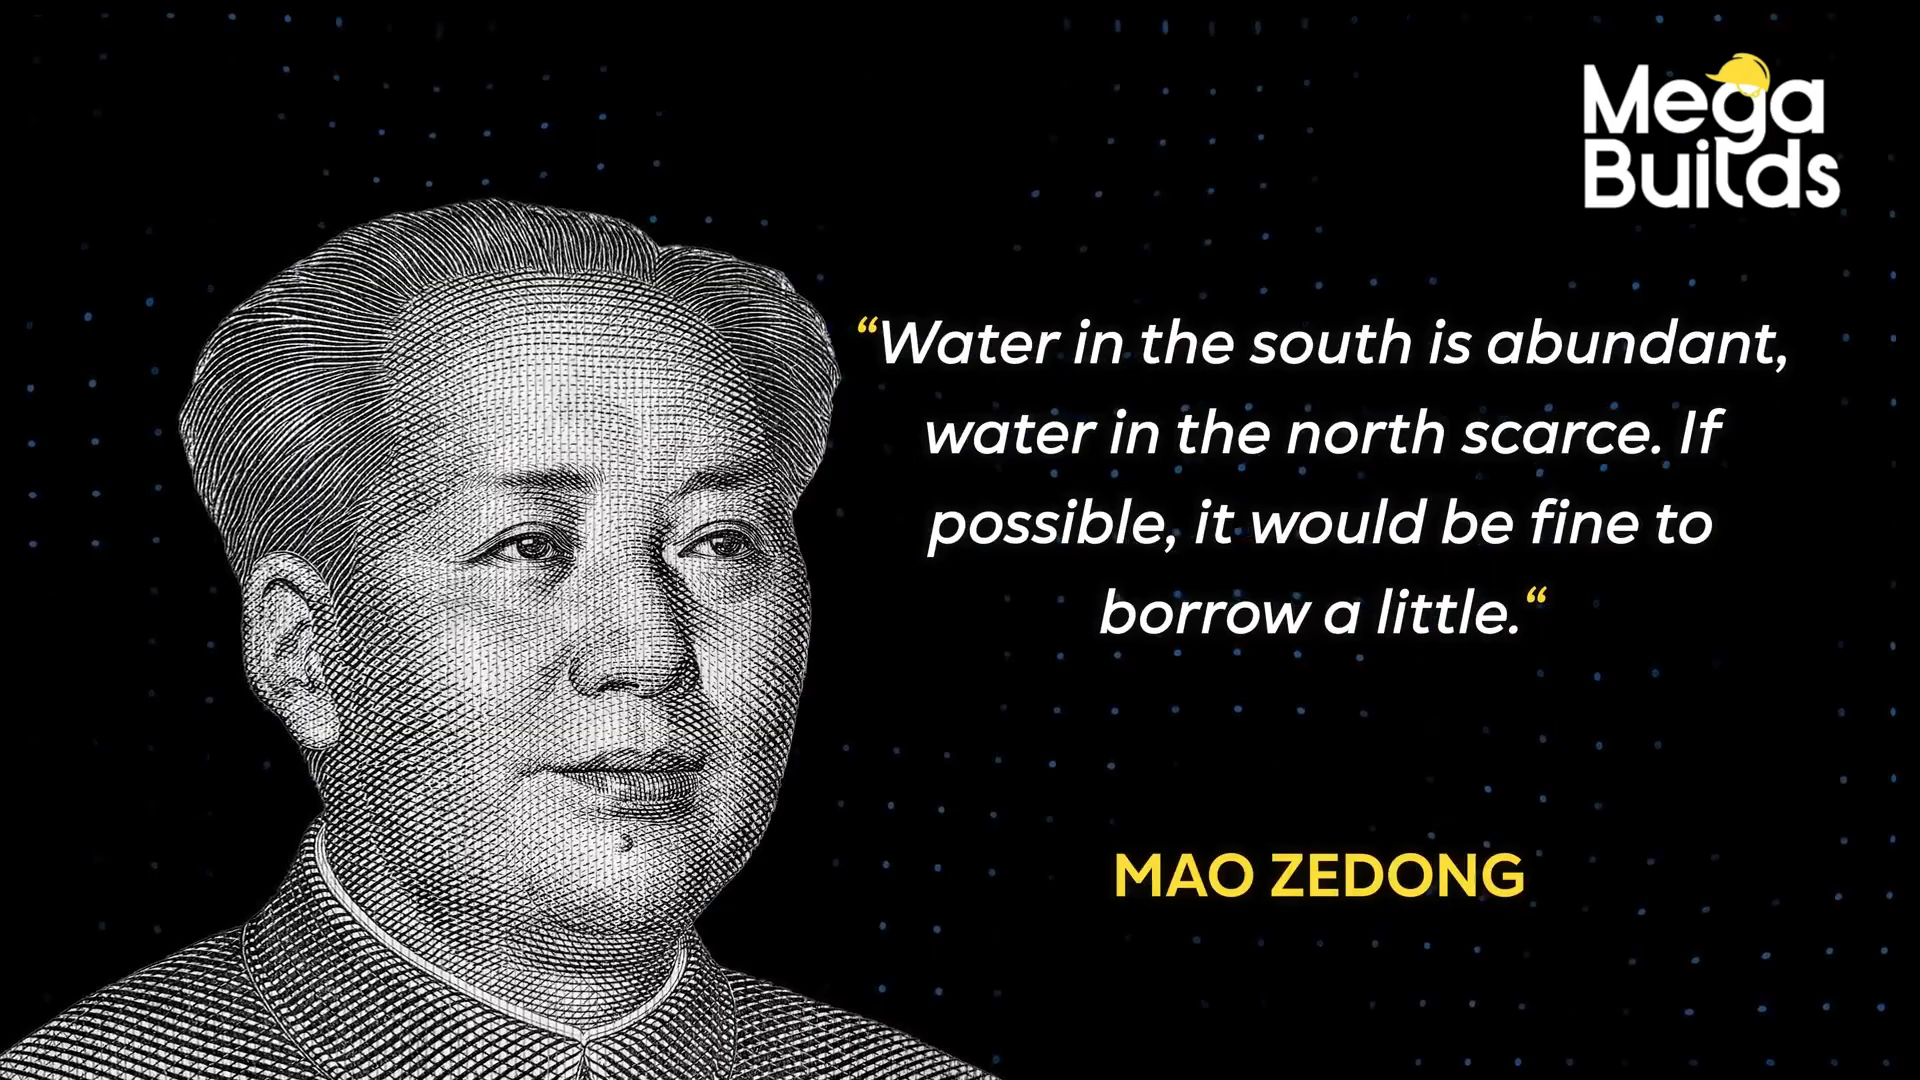 Mega
Builds
“Water in the south is abundant,
water in the north scarce. If
possible, it would be fine to
borrow a little.“
MAO ZEDONG